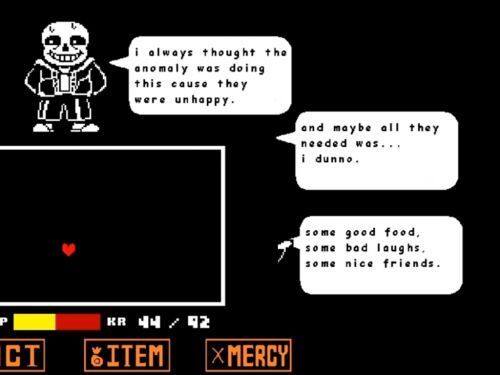 i always thought the
anomaly was doing
this cause they
were unhappy.
and maybe all they
needed was...
i dunno.
some good food,
some bad laughs,
some nice friends.
P KR 44 / 92
CT ITEM MERCY